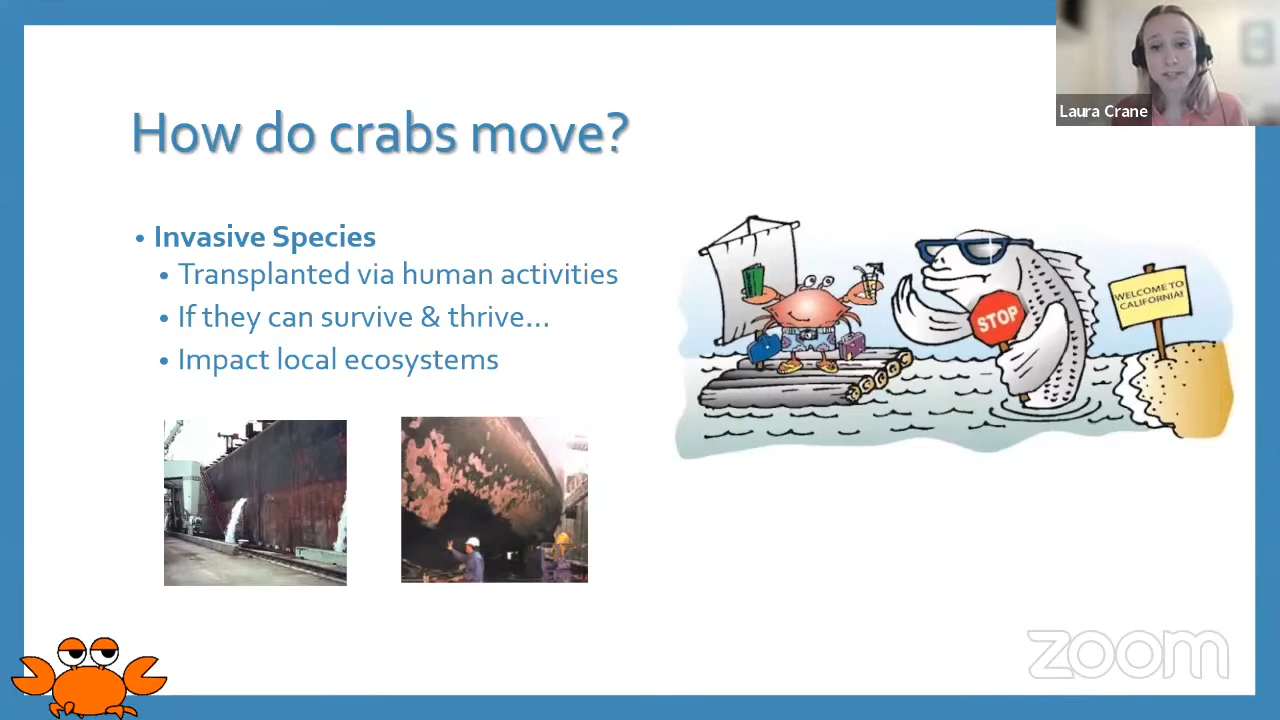 Laura Crane
How do crabs move?
• Invasive Species
• Transplanted via human activities
• If they can survive & thrive...
• Impact local ecosystems
STOP
WELCOME TO
CALIFORNIA!
zoom